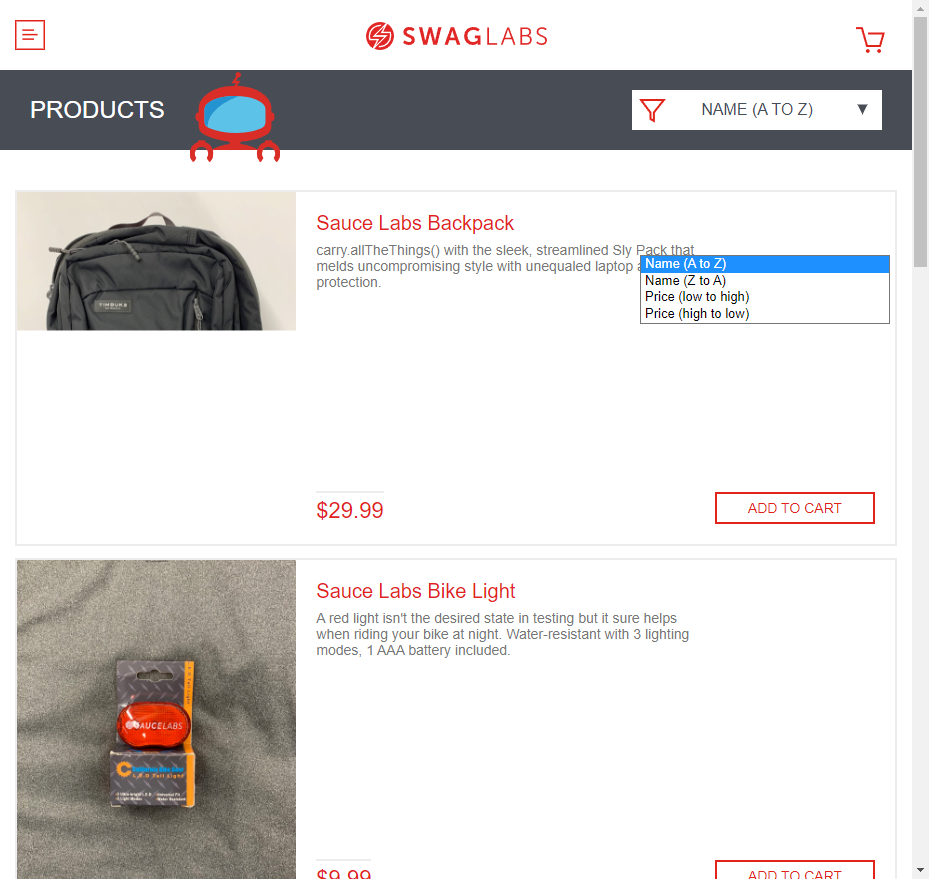 SWAGLABS
PRODUCTS
NAME (A TO Z)
Sauce Labs Backpack
carry.allTheThings() with the sleek, streamlined Sly Pack that
melds uncompromising style with unequaled laptop
protection.
Name (A to Z)
Name (Z to A)
Price (low to high)
Price (high to low)
TIMBUK2
$29.99
ADD TO CART
Sauce Labs Bike Light
A red light isn't the desired state in testing but it sure helps
when riding your bike at night. Water-resistant with 3 lighting
modes, 1 AAA battery included.
SAUCELABS
L.E.D Tail Light
$9.99
ADD TO CART